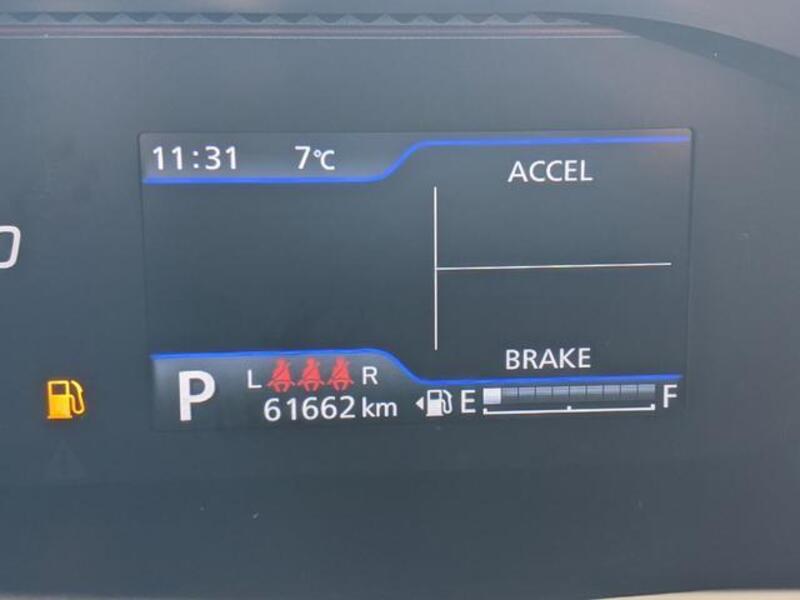 11:31 7°C
ACCEL
BRAKE
P L R
61662 km E F